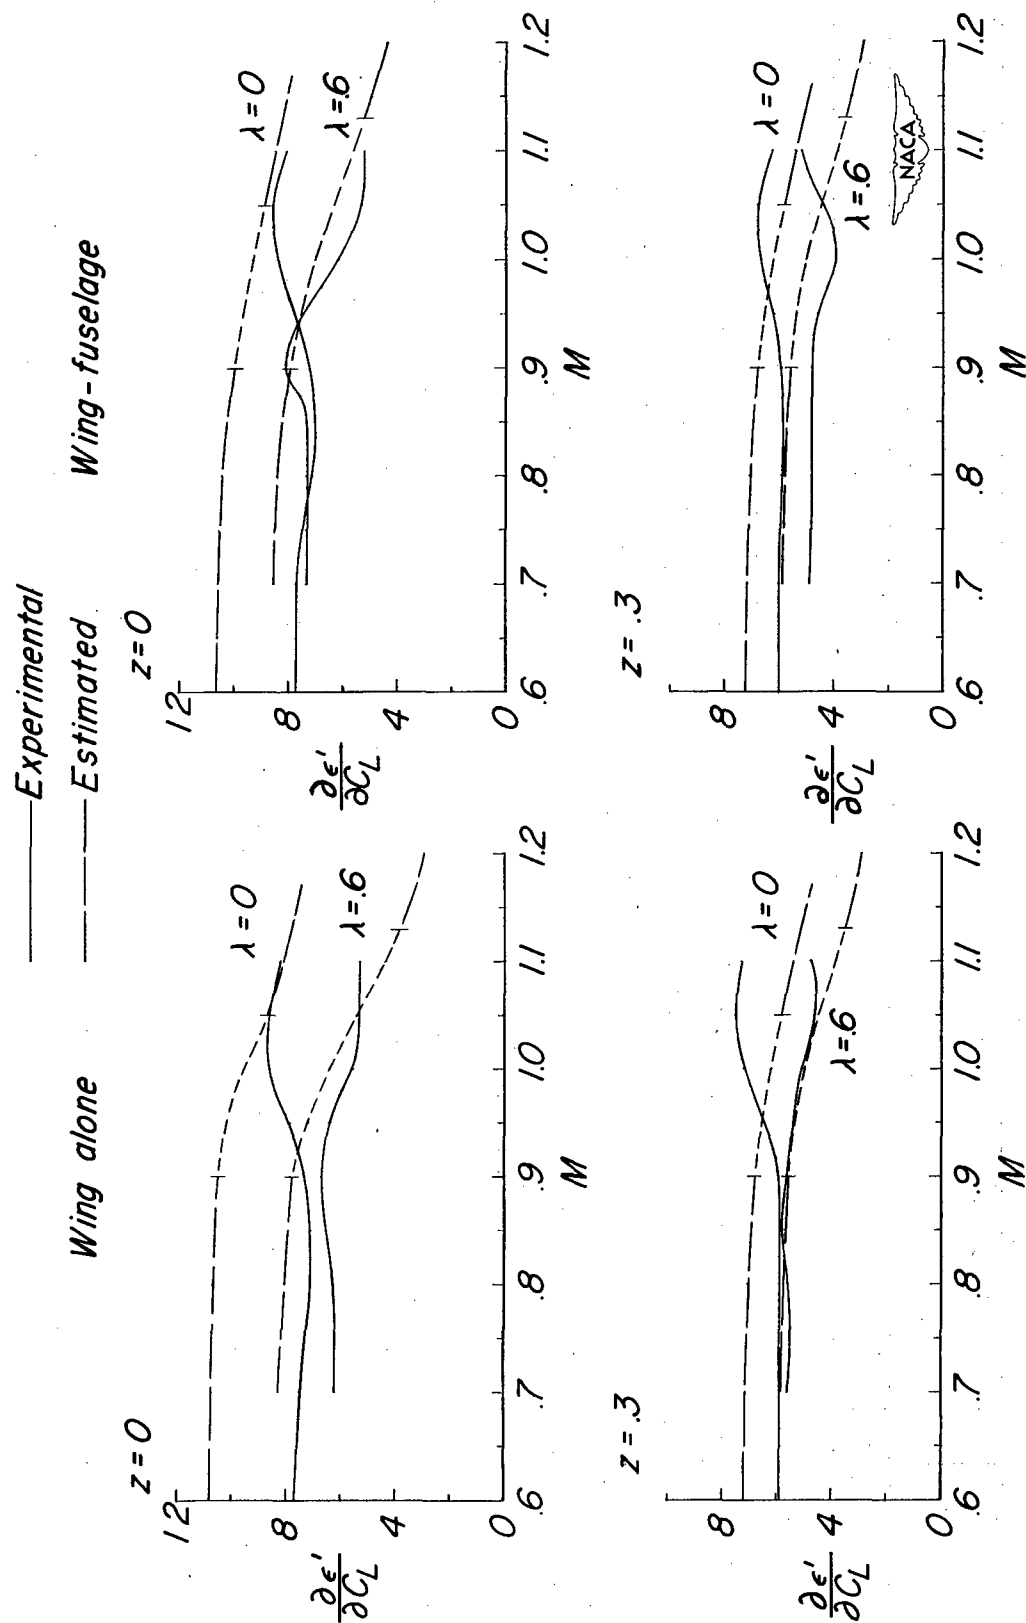 —Experimental
—Estimated
Wing alone
Wing-fuselage
z=0
12
8
4
0
∂ε'/∂C_L
λ=0
λ=.6
.6 .7 .8 .9 1.0 1.1 1.2
M
z=0
12
8
4
0
∂ε'/∂C_L
λ=0
λ=.6
.6 .7 .8 .9 1.0 1.1 1.2
M
z=.3
8
4
0
∂ε'/∂C_L
λ=0
λ=.6
.6 .7 .8 .9 1.0 1.1 1.2
M
z=.3
8
4
0
∂ε'/∂C_L
λ=0
λ=.6
NACA
.6 .7 .8 .9 1.0 1.1 1.2
M